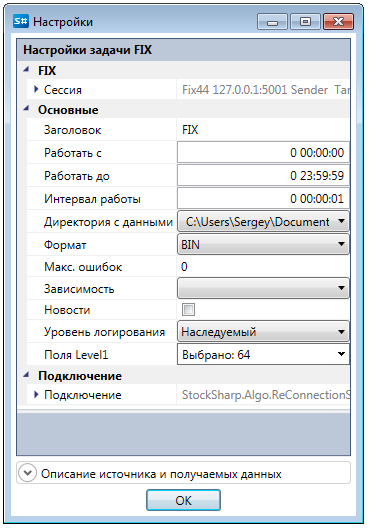 S# Настройки
Настройки задачи FIX
FIX
Сессия Fix44 127.0.0.1:5001 Sender Tar
Основные
Заголовок FIX
Работать с 0 00:00:00
Работать до 0 23:59:59
Интервал работы 0 00:00:01
Директория с данными C:\Users\Sergey\Document
Формат BIN
Макс. ошибок 0
Зависимость
Новости
Уровень логирования Наследуемый
Поля Level1 Выбрано: 64
Подключение
Подключение StockSharp.Algo.ReConnectionS
Описание источника и получаемых данных
OK